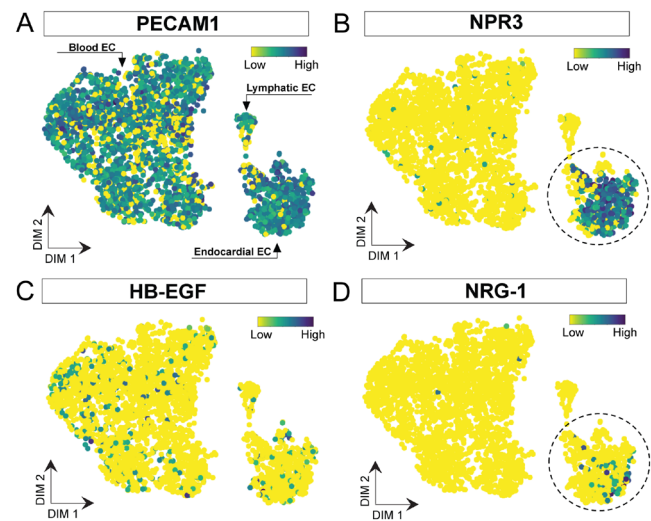 A
PECAM1
Blood EC
Low High
Lymphatic EC
Endocardial EC
DIM 2
DIM 1
B
NPR3
Low High
DIM 2
DIM 1
C
HB-EGF
Low High
DIM 2
DIM 1
D
NRG-1
Low High
DIM 2
DIM 1